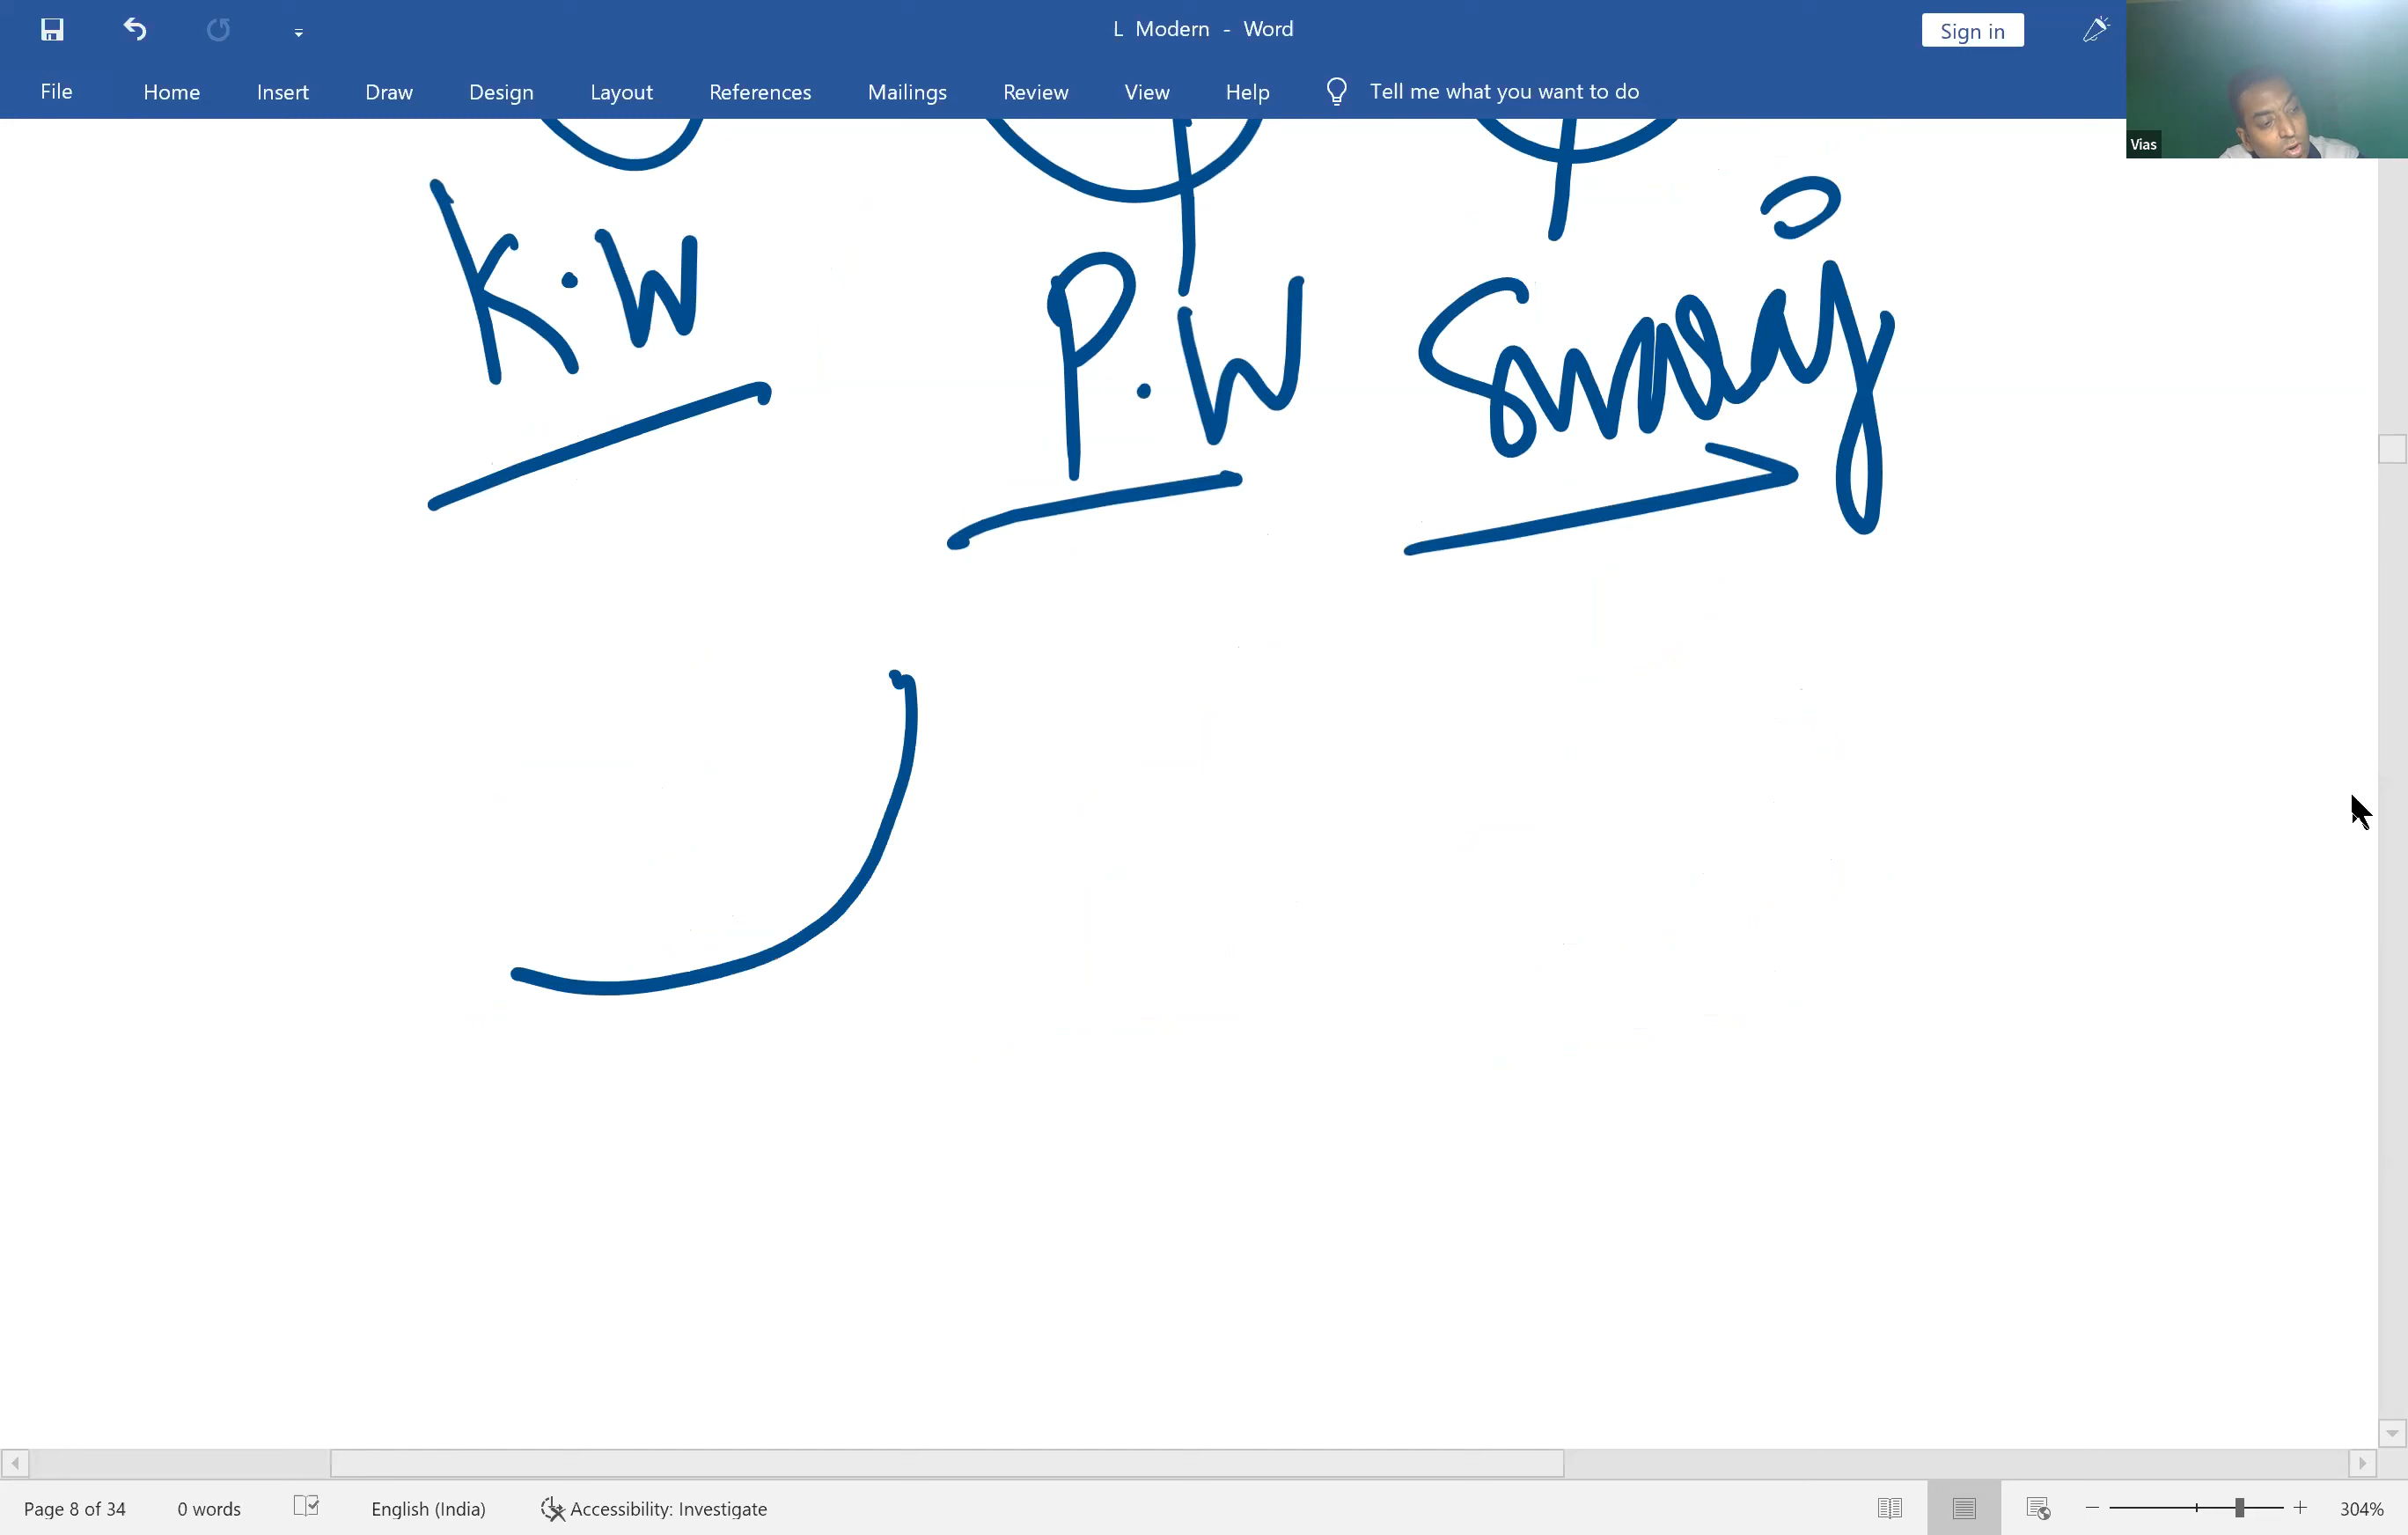 L Modern - Word
Sign in
File Home Insert Draw Design Layout References Mailings Review View Help Tell me what you want to do
Vias
K.W P.W Swaraj
Page 8 of 34 0 words English (India) Accessibility: Investigate 304%